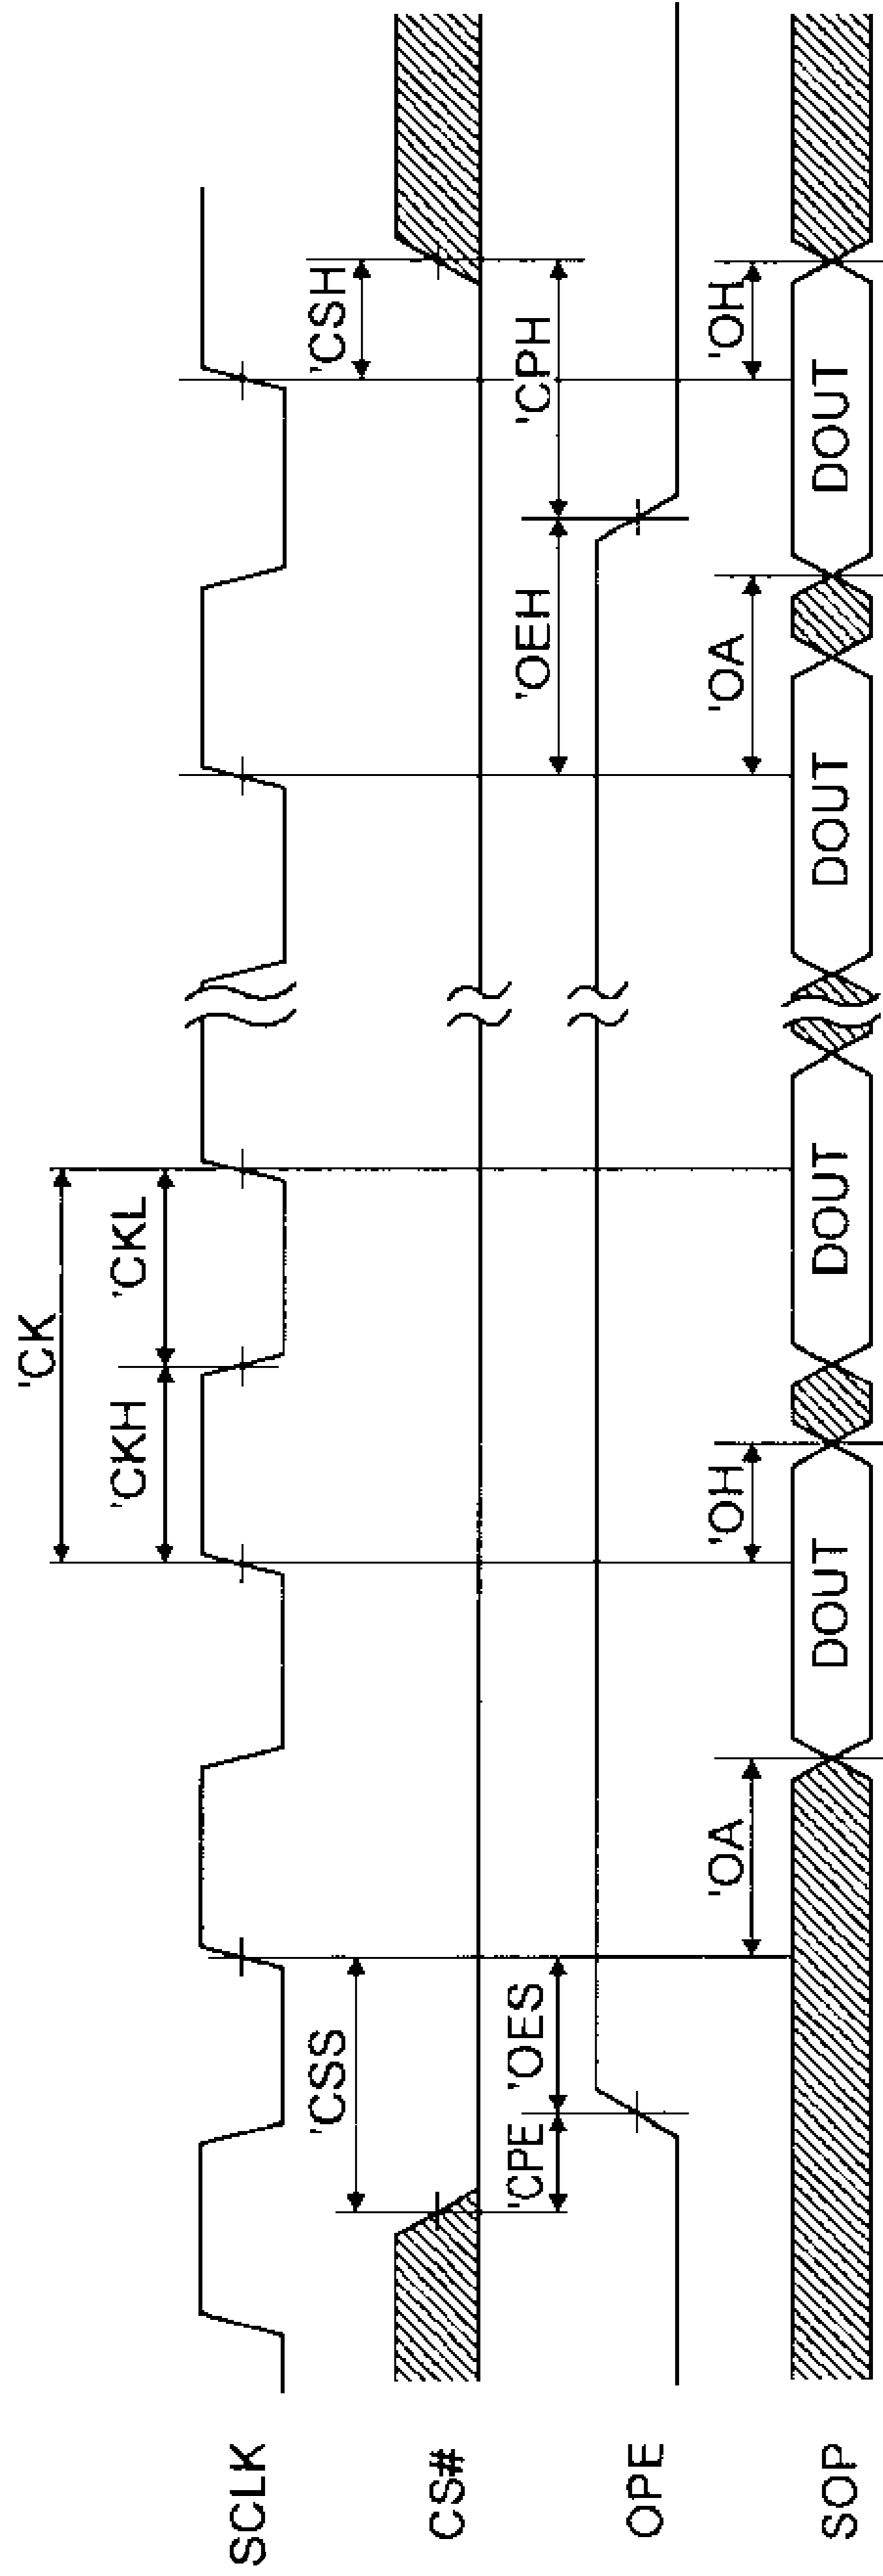 'CK
'CKH
'CKL
SCLK
'CSS
'CSH
CS#
'CPE
'OES
'OEH
'CPH
OPE
'OA
'OH
'OA
'OH
SOP
DOUT
DOUT
DOUT
DOUT